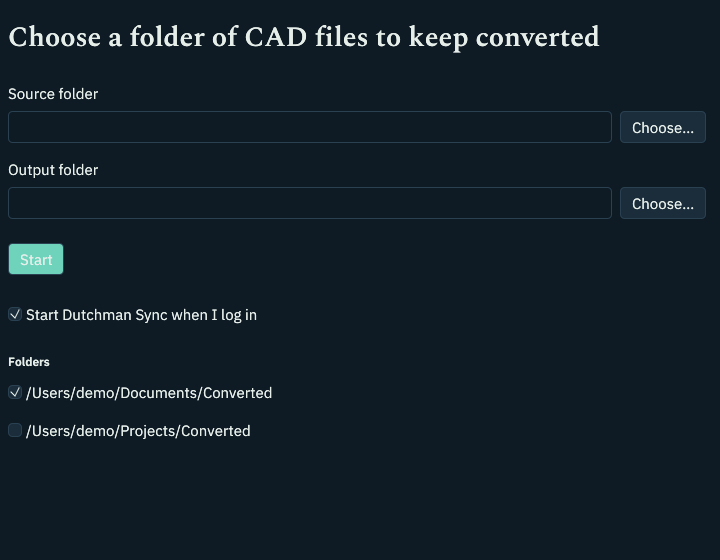 Choose a folder of CAD files to keep converted
Source folder
Choose...
Output folder
Choose...
Start
Start Dutchman Sync when I log in
Folders
/Users/demo/Documents/Converted
/Users/demo/Projects/Converted